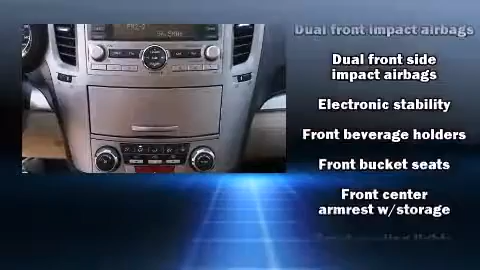 Dual front impact airbags
Dual front side
impact airbags
Electronic stability
Front beverage holders
Front bucket seats
Front center
armrest w/storage